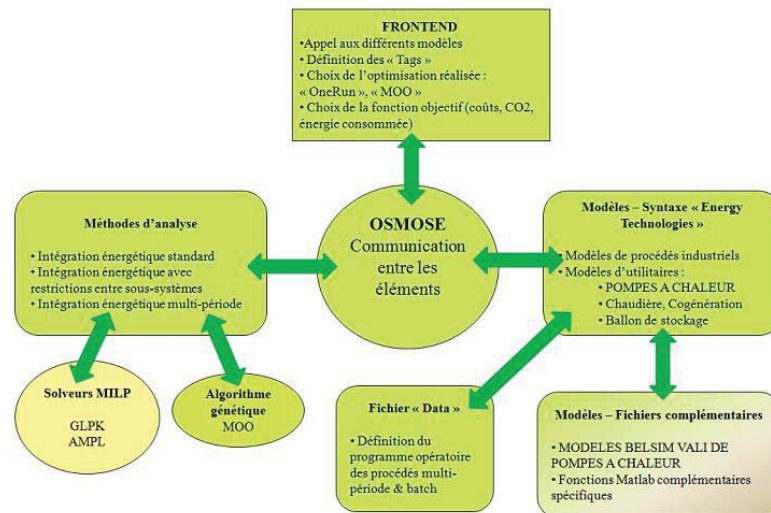 FRONTEND
•Appel aux différents modèles
• Définition des « Tags »
• Choix de l'optimisation réalisée :
« OneRun », « MOO »
• Choix de la fonction objectif (coûts, CO2,
énergie consommée)
Méthodes d'analyse
• Intégration énergétique standard
• Intégration énergétique avec
restrictions entre sous-systèmes
• Intégration énergétique multi-période
OSMOSE
Communication
entre les
éléments
Modèles – Syntaxe « Energy
Technologies »
• Modèles de procédés industriels
• Modèles d'utilitaires :
• POMPES A CHALEUR
• Chaudière, Cogénération
• Ballon de stockage
Solveurs MILP
GLPK
AMPL
Algorithme
génétique
MOO
Fichier « Data »
• Définition du
programme opératoire
des procédés multi-
période & batch
Modèles – Fichiers complémentaires
• MODELES BELSIM VALI DE
POMPES A CHALEUR
• Fonctions Matlab complémentaires
spécifiques